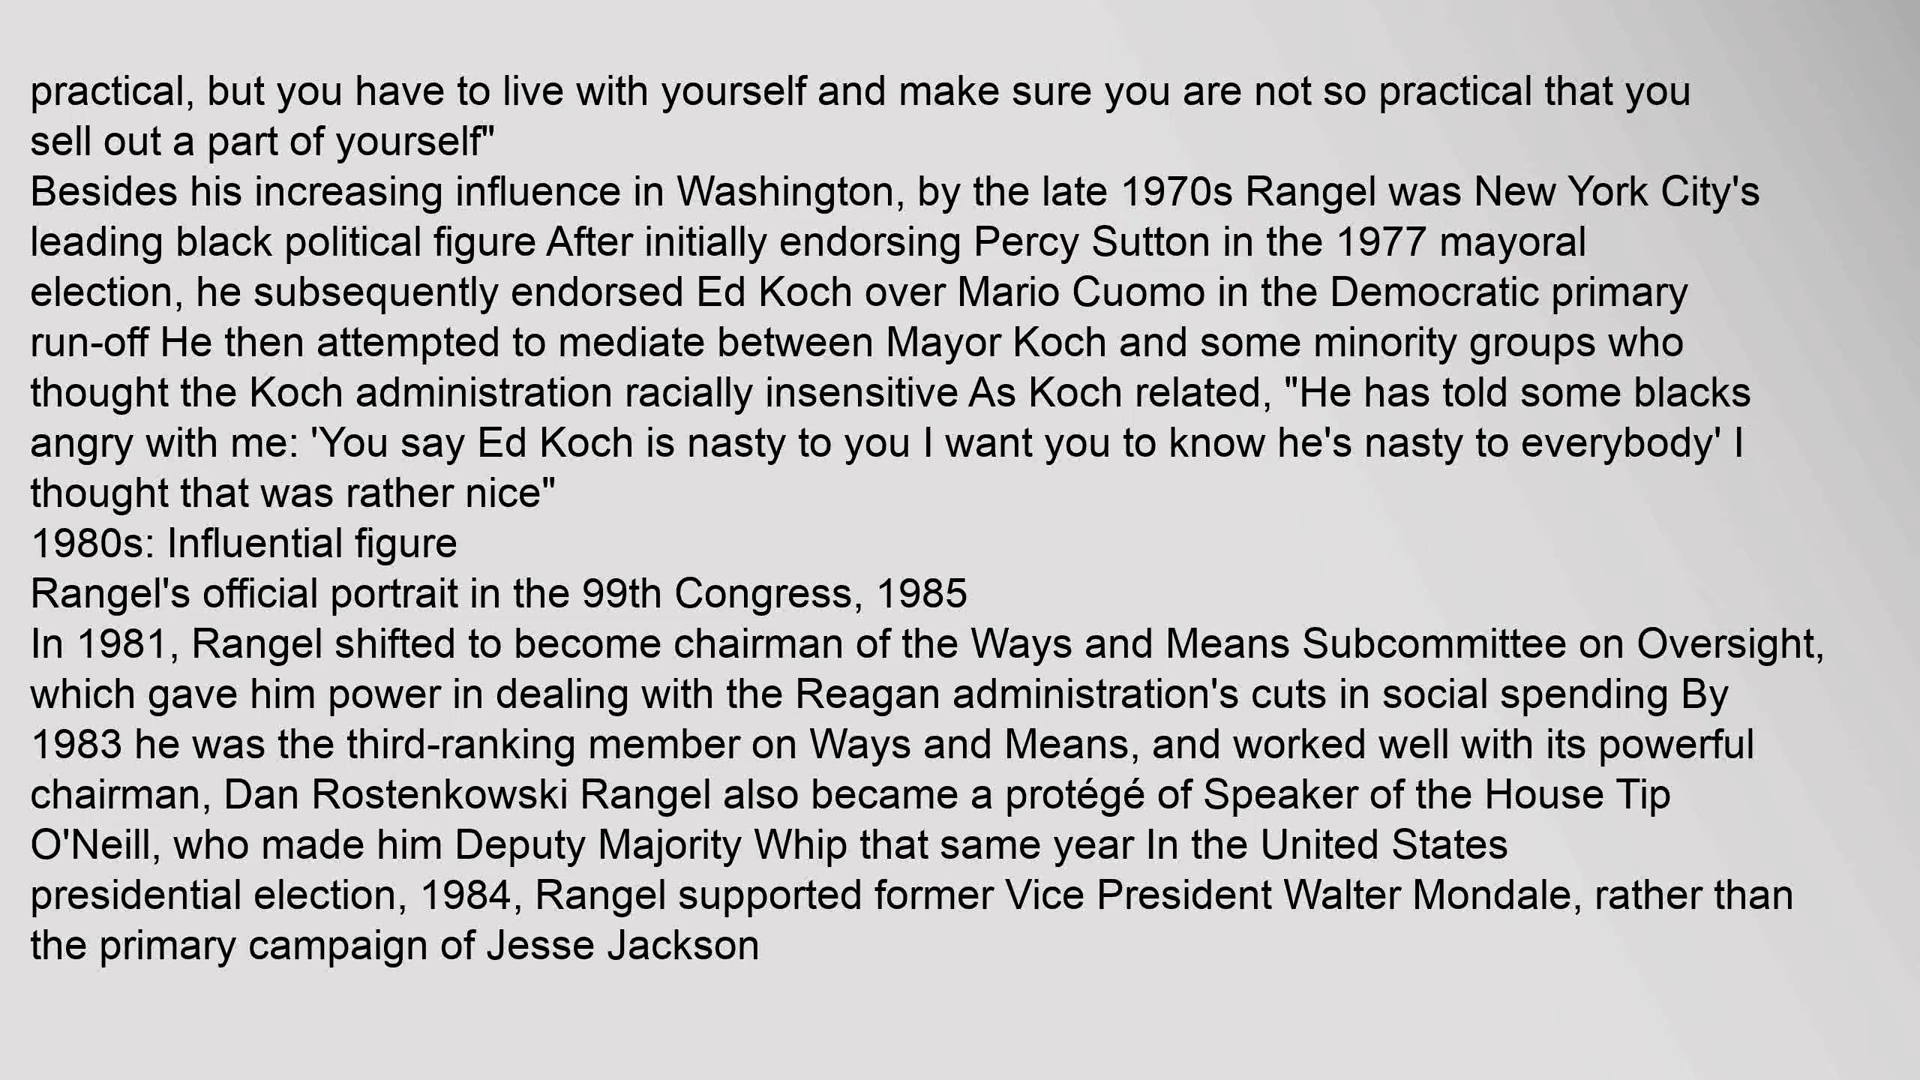 practical, but you have to live with yourself and make sure you are not so practical that you
sell out a part of yourself"
Besides his increasing influence in Washington, by the late 1970s Rangel was New York City's
leading black political figure After initially endorsing Percy Sutton in the 1977 mayoral
election, he subsequently endorsed Ed Koch over Mario Cuomo in the Democratic primary
run-off He then attempted to mediate between Mayor Koch and some minority groups who
thought the Koch administration racially insensitive As Koch related, "He has told some blacks
angry with me: 'You say Ed Koch is nasty to you I want you to know he's nasty to everybody' I
thought that was rather nice"
1980s: Influential figure
Rangel's official portrait in the 99th Congress, 1985
In 1981, Rangel shifted to become chairman of the Ways and Means Subcommittee on Oversight,
which gave him power in dealing with the Reagan administration's cuts in social spending By
1983 he was the third-ranking member on Ways and Means, and worked well with its powerful
chairman, Dan Rostenkowski Rangel also became a protégé of Speaker of the House Tip
O'Neill, who made him Deputy Majority Whip that same year In the United States
presidential election, 1984, Rangel supported former Vice President Walter Mondale, rather than
the primary campaign of Jesse Jackson